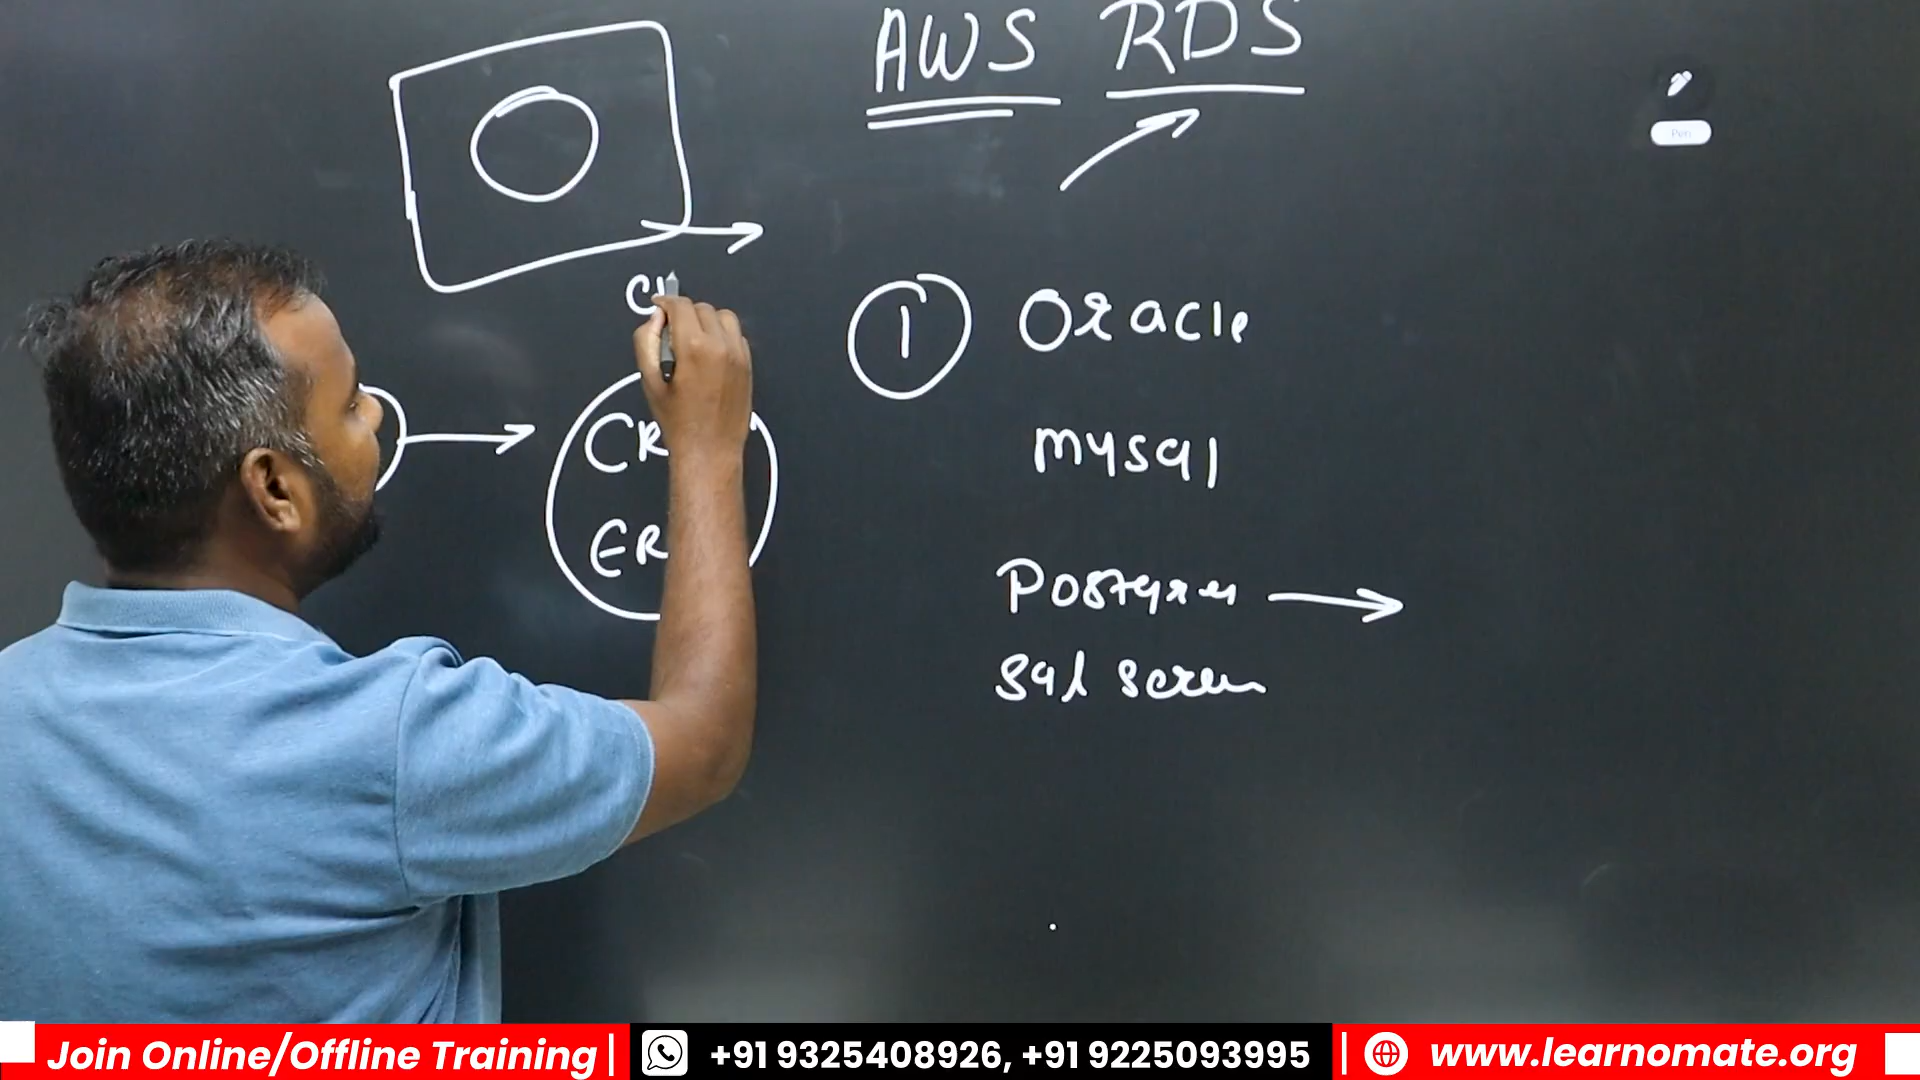 AWS RDS
Pen
1 Oracle
CR
mysql
ER
Postgres
Sql
Join Online/Offline Training | +91 9325408926, +91 9225093995 | www.learnomate.org